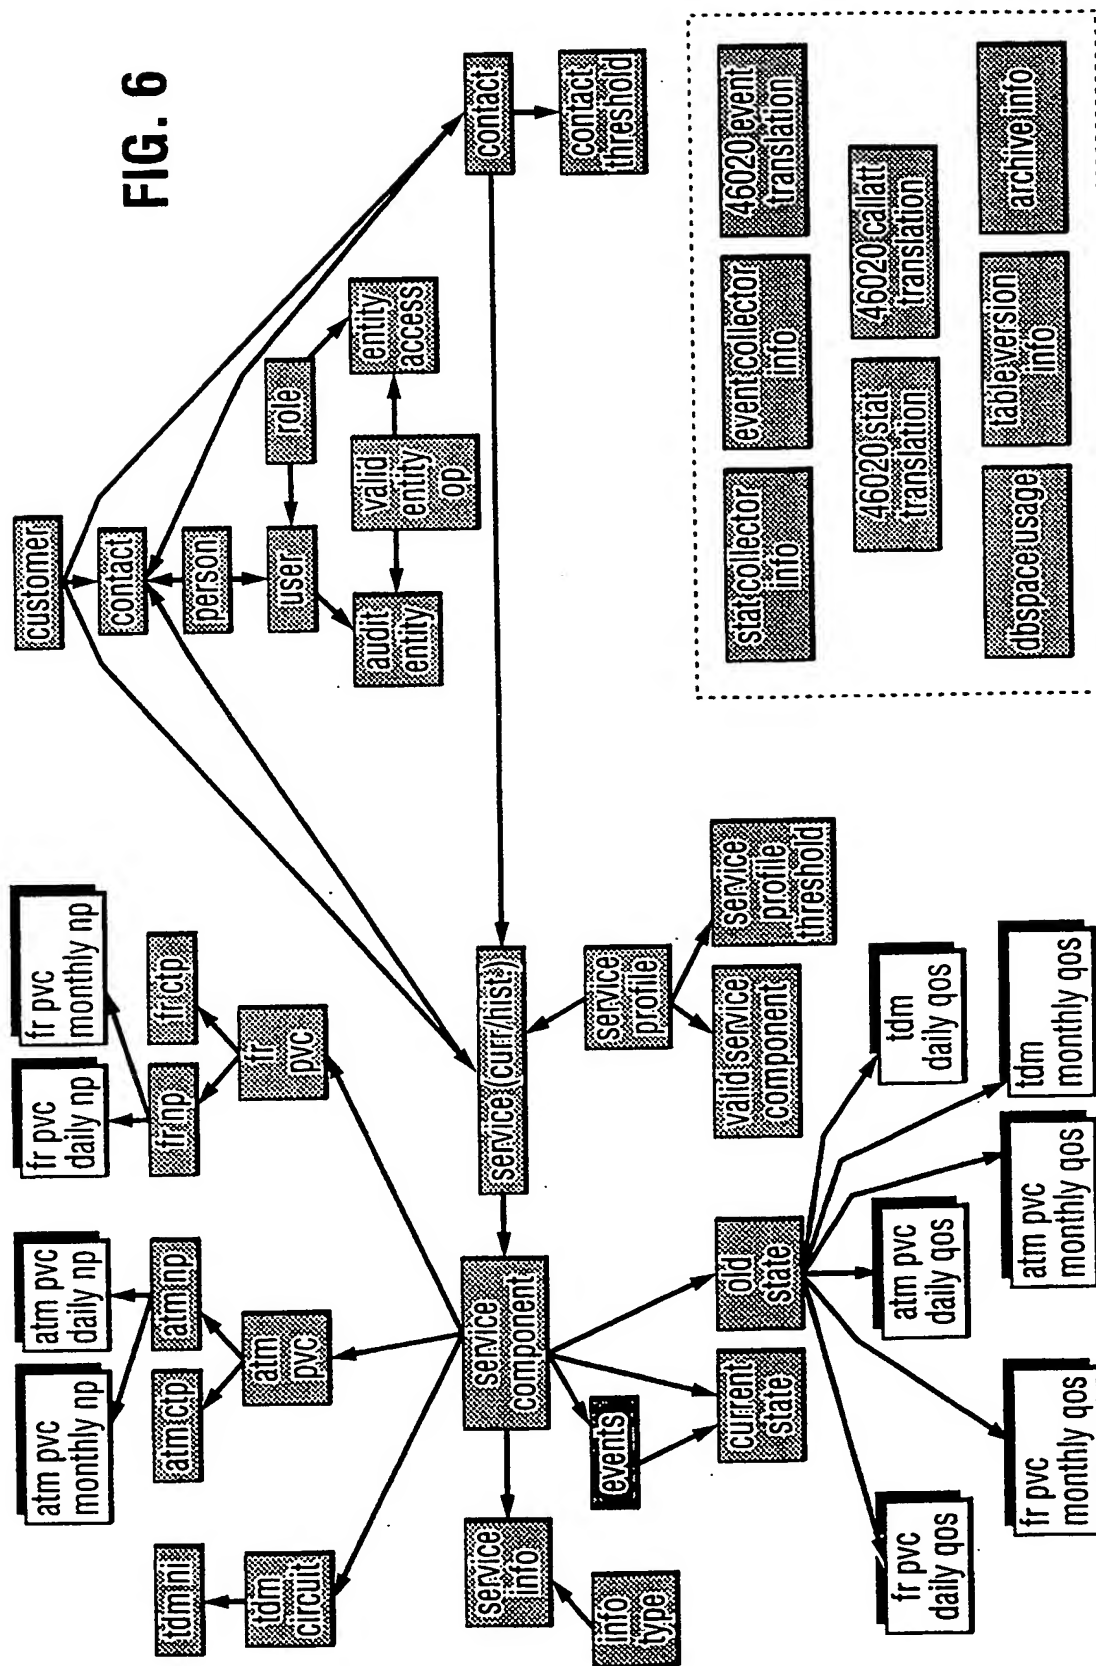 FIG. 6
customer
contact
person
user
role
audit
entity
valid
entity
op
entity
access
contact
contact
threshold
fr pvc
monthly np
fr pvc
daily np
fr ctp
fr np
fr
pvc
atm pvc
daily np
atm pvc
monthly np
atm np
atm ctp
atm
pvc
tdm ni
tdm
circuit
service (curr/hist.)
service
component
service
info
info
type
events
current
state
old
state
service
profile
service
profile
threshold
valid service
component
tdm
daily qos
tdm
monthly qos
atm pvc
daily qos
atm pvc
monthly qos
fr pvc
daily qos
fr pvc
monthly qos
stat collector
info
event collector
info
46020 event
translation
46020 stat
translation
46020 callatt
translation
dbspace usage
table version
info
archive info